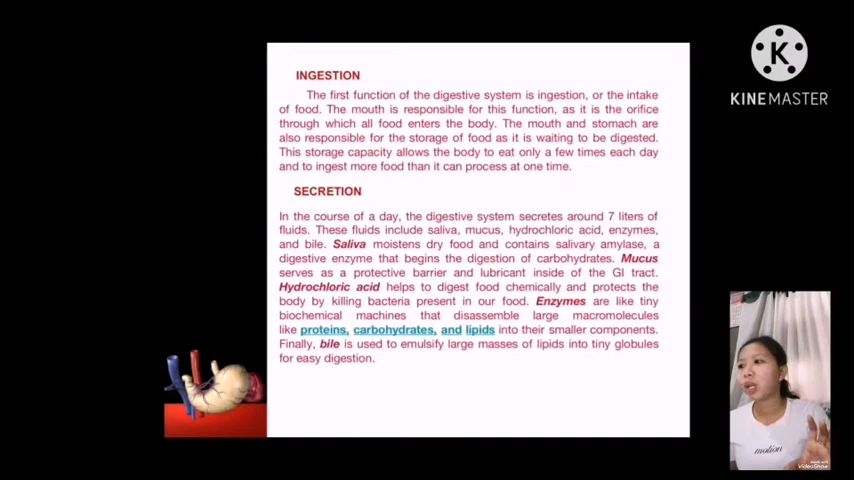 INGESTION
The first function of the digestive system is ingestion, or the intake
of food. The mouth is responsible for this function, as it is the orifice
through which all food enters the body. The mouth and stomach are
also responsible for the storage of food as it is waiting to be digested.
This storage capacity allows the body to eat only a few times each day
and to ingest more food than it can process at one time.
SECRETION
In the course of a day, the digestive system secretes around 7 liters of
fluids. These fluids include saliva, mucus, hydrochloric acid, enzymes,
and bile. Saliva moistens dry food and contains salivary amylase, a
digestive enzyme that begins the digestion of carbohydrates. Mucus
serves as a protective barrier and lubricant inside of the GI tract.
Hydrochloric acid helps to digest food chemically and protects the
body by killing bacteria present in our food. Enzymes are like tiny
biochemical machines that disassemble large macromolecules
like proteins, carbohydrates, and lipids into their smaller components.
Finally, bile is used to emulsify large masses of lipids into tiny globules
for easy digestion.
K
KINEMASTER
motion
made with
VideoShow